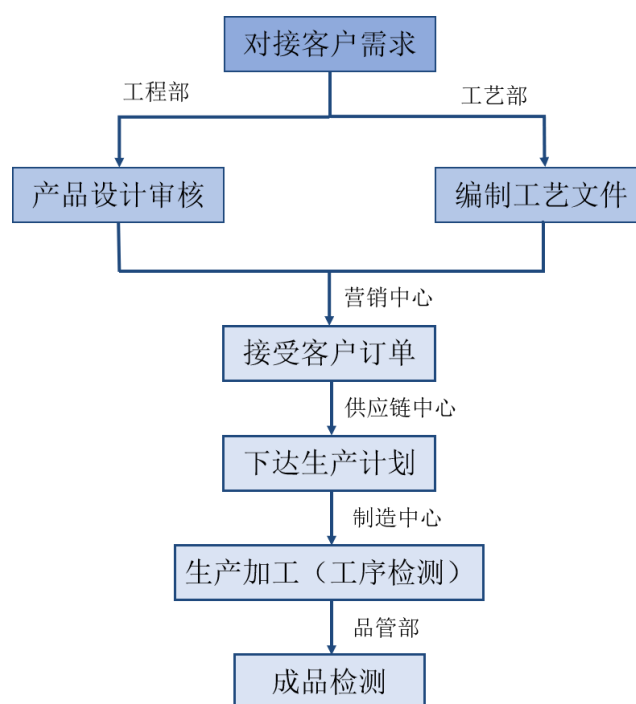 对接客户需求
工程部
工艺部
产品设计审核
编制工艺文件
营销中心
接受客户订单
供应链中心
下达生产计划
制造中心
生产加工（工序检测）
品管部
成品检测